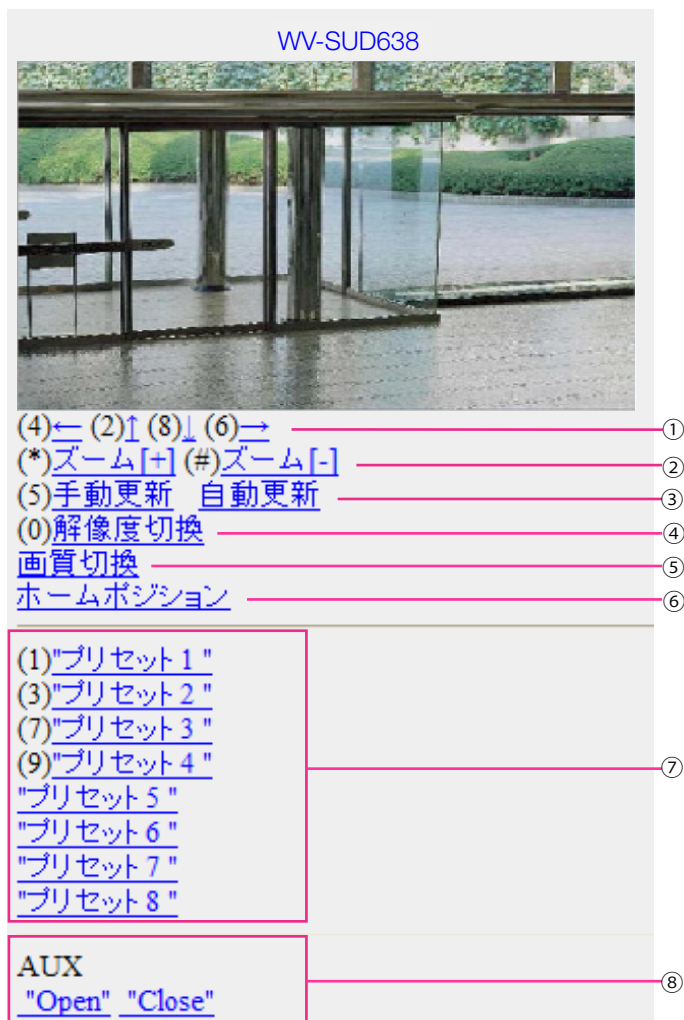 WV-SUD638
(4)← (2)↑ (8)↓ (6)→ ①
(*)ズーム[+] (#)ズーム[-] ②
(5)手動更新 自動更新 ③
(0)解像度切換 ④
画質切換 ⑤
ホームポジション ⑥
(1)"プリセット 1 "
(3)"プリセット 2 "
(7)"プリセット 3 "
(9)"プリセット 4 " ⑦
"プリセット 5 "
"プリセット 6 "
"プリセット 7 "
"プリセット 8 "
AUX ⑧
"Open" "Close"